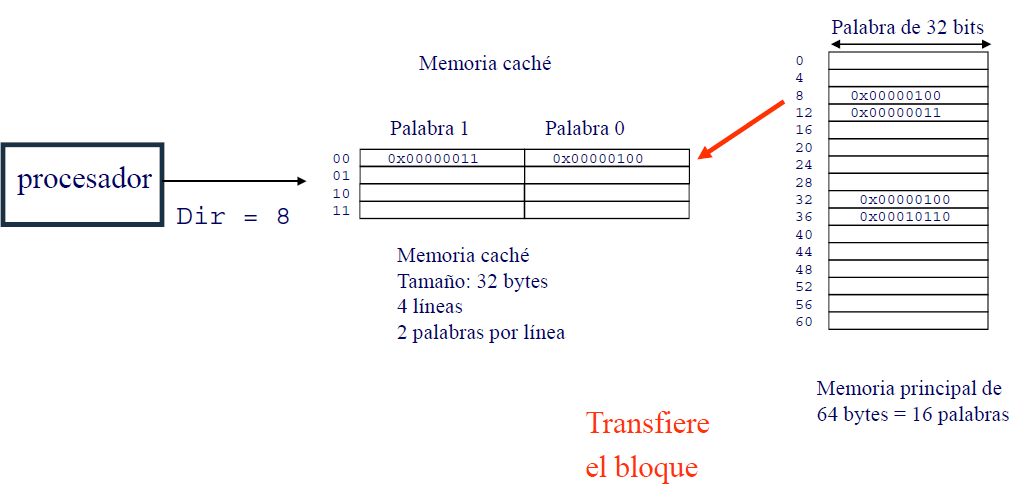 Palabra de 32 bits
Memoria caché
Palabra 1 Palabra 0
procesador
Dir = 8
00 0x00000011 0x00000100
01
10
11
Memoria caché
Tamaño: 32 bytes
4 líneas
2 palabras por línea
0
4
8 0x00000100
12 0x00000011
16
20
24
28
32 0x00000100
36 0x00010110
40
44
48
52
56
60
Memoria principal de
64 bytes = 16 palabras
Transfiere
el bloque